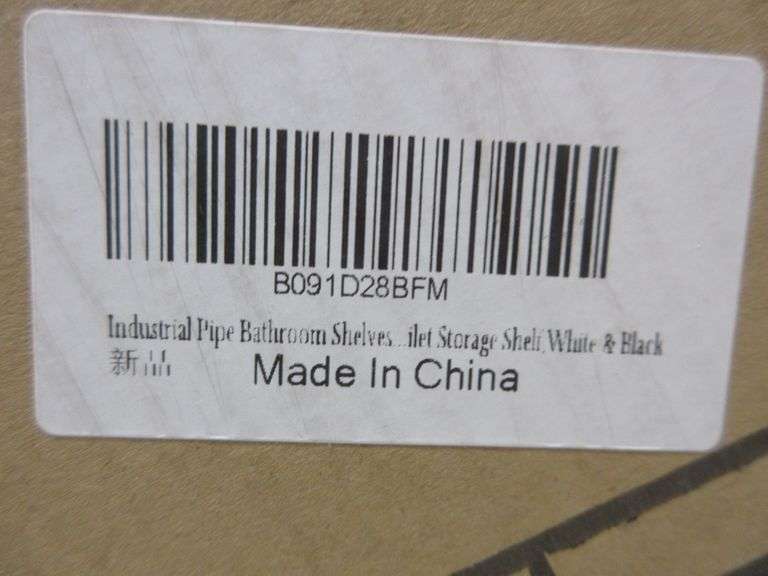 B091D28BFM
Industrial Pipe Bathroom Shelves...ilet Storage Shelf,White & Black
新品
Made In China